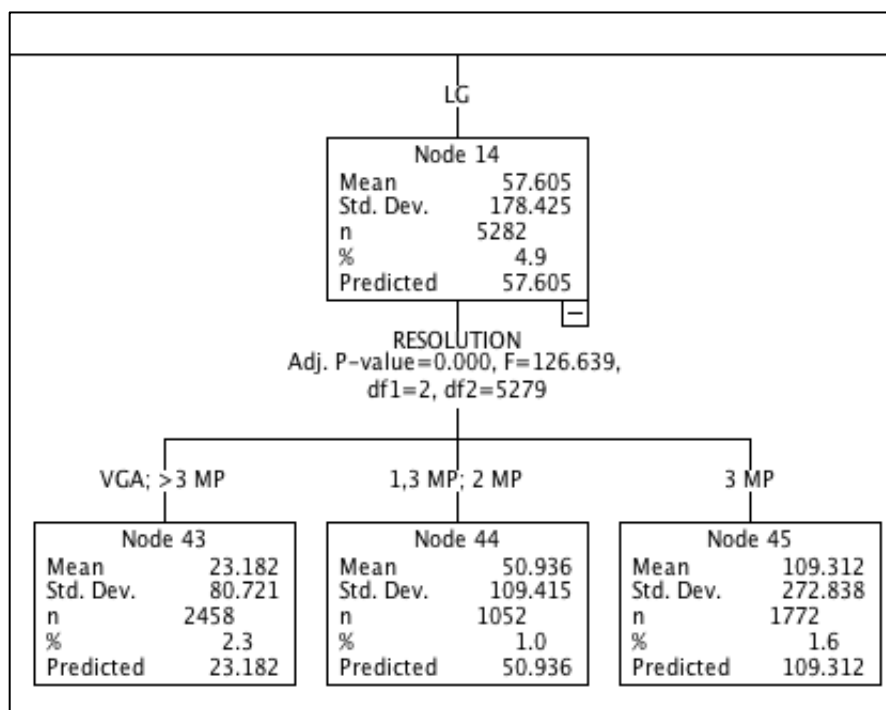 LG
Node 14
Mean 57.605
Std. Dev. 178.425
n 5282
% 4.9
Predicted 57.605
RESOLUTION
Adj. P-value=0.000, F=126.639,
df1=2, df2=5279
VGA; >3 MP
1,3 MP; 2 MP
3 MP
Node 43
Mean 23.182
Std. Dev. 80.721
n 2458
% 2.3
Predicted 23.182
Node 44
Mean 50.936
Std. Dev. 109.415
n 1052
% 1.0
Predicted 50.936
Node 45
Mean 109.312
Std. Dev. 272.838
n 1772
% 1.6
Predicted 109.312